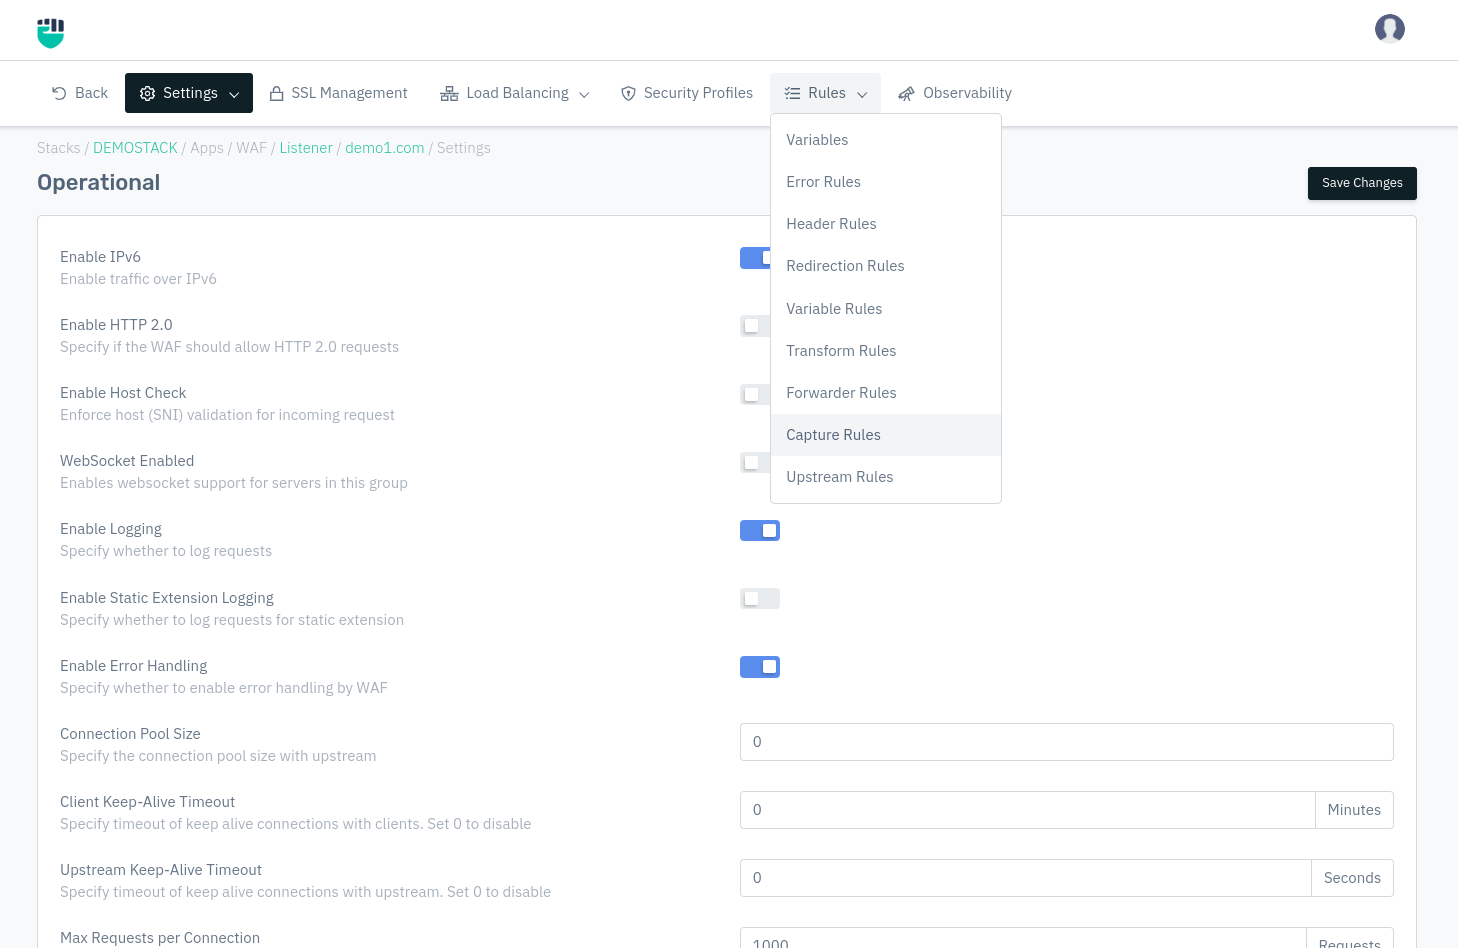 Back
Settings
SSL Management
Load Balancing
Security Profiles
Rules
Observability
Variables
Error Rules
Header Rules
Redirection Rules
Variable Rules
Transform Rules
Forwarder Rules
Capture Rules
Upstream Rules
Stacks / DEMOSTACK / Apps / WAF / Listener / demo1.com / Settings
Operational
Save Changes
Enable IPv6
Enable traffic over IPv6
Enable HTTP 2.0
Specify if the WAF should allow HTTP 2.0 requests
Enable Host Check
Enforce host (SNI) validation for incoming request
WebSocket Enabled
Enables websocket support for servers in this group
Enable Logging
Specify whether to log requests
Enable Static Extension Logging
Specify whether to log requests for static extension
Enable Error Handling
Specify whether to enable error handling by WAF
Connection Pool Size
Specify the connection pool size with upstream
0
Client Keep-Alive Timeout
Specify timeout of keep alive connections with clients. Set 0 to disable
0
Minutes
Upstream Keep-Alive Timeout
Specify timeout of keep alive connections with upstream. Set 0 to disable
0
Seconds
Max Requests per Connection
1000
Requests